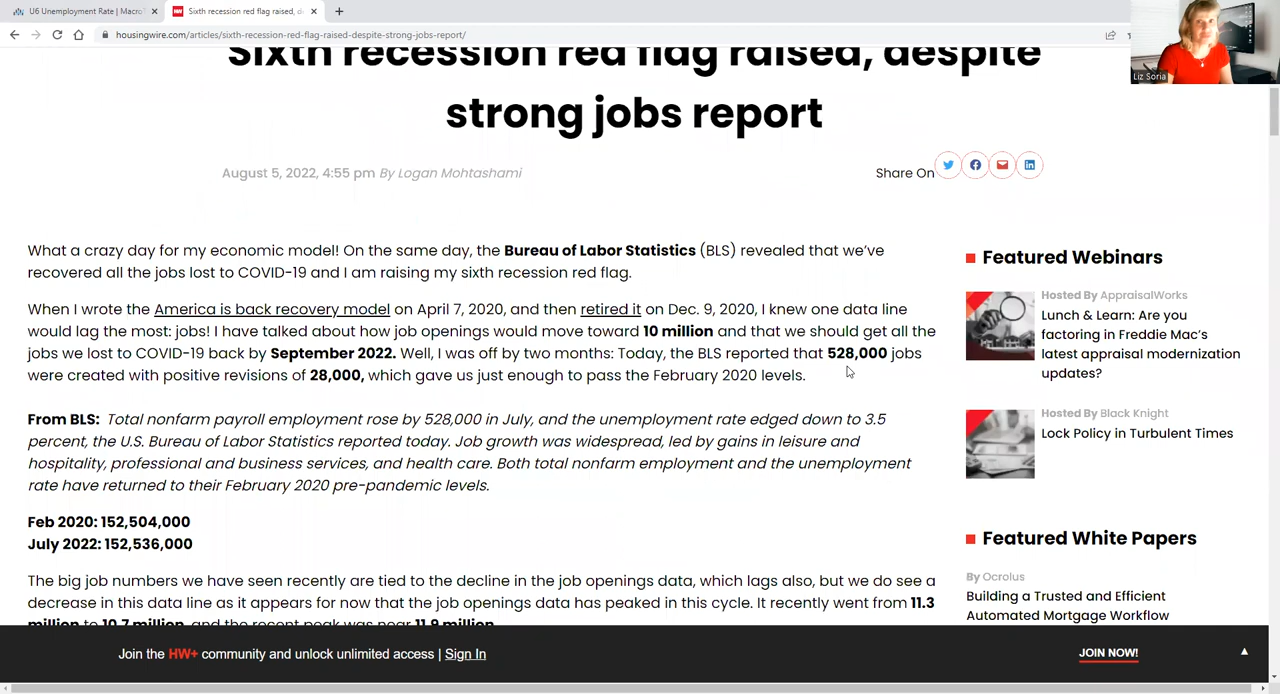 U6 Unemployment Rate | Macro
Sixth recession red flag raised, d
housingwire.com/articles/sixth-recession-red-flag-raised-despite-strong-jobs-report/
Liz Soria
Sixth recession red flag raised, despite
strong jobs report
August 5, 2022, 4:55 pm By Logan Mohtashami
Share On
What a crazy day for my economic model! On the same day, the Bureau of Labor Statistics (BLS) revealed that we've
recovered all the jobs lost to COVID-19 and I am raising my sixth recession red flag.
When I wrote the America is back recovery model on April 7, 2020, and then retired it on Dec. 9, 2020, I knew one data line
would lag the most: jobs! I have talked about how job openings would move toward 10 million and that we should get all the
jobs we lost to COVID-19 back by September 2022. Well, I was off by two months: Today, the BLS reported that 528,000 jobs
were created with positive revisions of 28,000, which gave us just enough to pass the February 2020 levels.
From BLS: Total nonfarm payroll employment rose by 528,000 in July, and the unemployment rate edged down to 3.5
percent, the U.S. Bureau of Labor Statistics reported today. Job growth was widespread, led by gains in leisure and
hospitality, professional and business services, and health care. Both total nonfarm employment and the unemployment
rate have returned to their February 2020 pre-pandemic levels.
Feb 2020: 152,504,000
July 2022: 152,536,000
The big job numbers we have seen recently are tied to the decline in the job openings data, which lags also, but we do see a
decrease in this data line as it appears for now that the job openings data has peaked in this cycle. It recently went from 11.3
million to 10.7 million, and the recent peak was near 11.9 million.
Featured Webinars
Hosted By AppraisalWorks
Lunch & Learn: Are you
factoring in Freddie Mac's
latest appraisal modernization
updates?
Hosted By Black Knight
Lock Policy in Turbulent Times
Featured White Papers
By Ocrolus
Building a Trusted and Efficient
Automated Mortgage Workflow
Join the HW+ community and unlock unlimited access | Sign In
JOIN NOW!